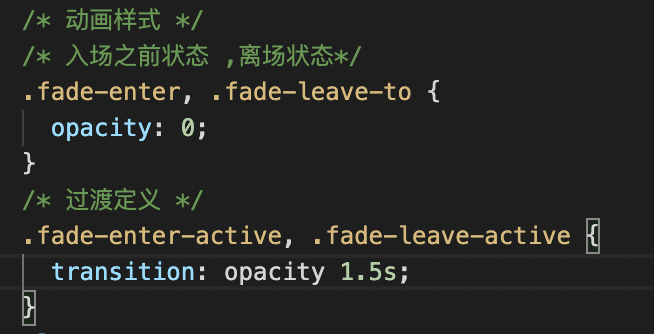 /* 动画样式 */
/* 入场之前状态 ,离场状态*/
.fade-enter, .fade-leave-to {
  opacity: 0;
}
/* 过渡定义 */
.fade-enter-active, .fade-leave-active {
  transition: opacity 1.5s;
}